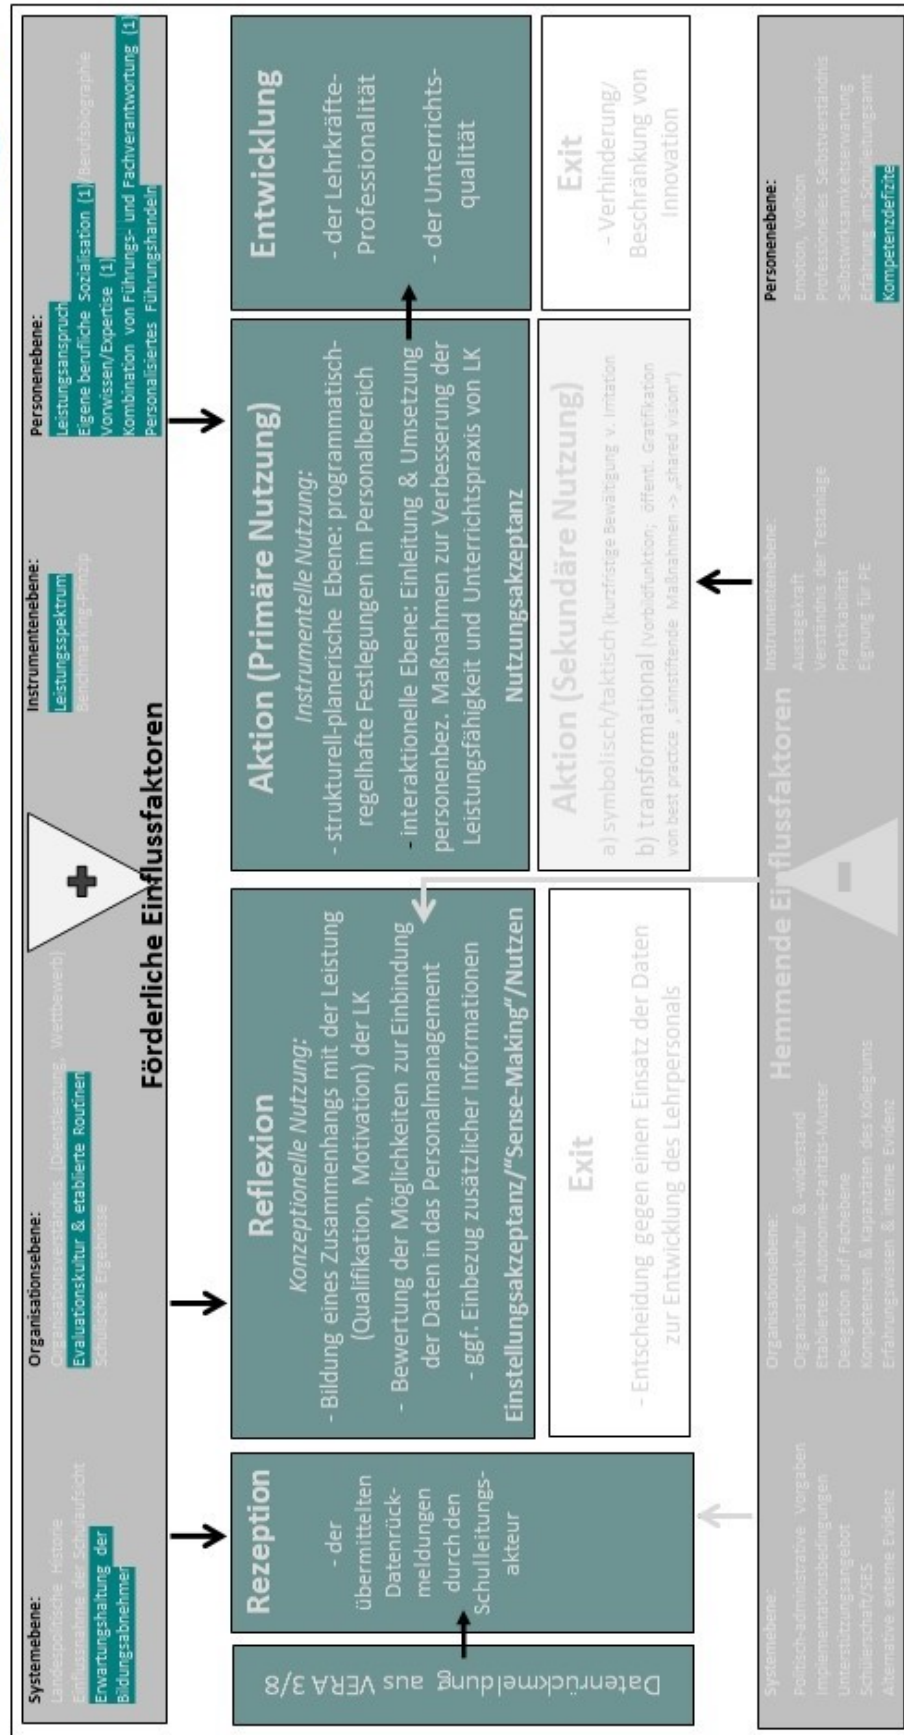 Systemebene:
Landespolitische Historie
Einflussnahme der Schulaufsicht
Erwartungshaltung der
Bildungsabnehmer
Organisationsebene:
Organisationsverständnis (Dienstleistung, Wettbewerb)
Evaluationskultur & etablierte Routinen
Schulische Ergebnisse
Instrumentenebene:
Leistungsspektrum
Benchmarking-Prinzip
Personenebene:
Leistungsanspruch
Eigene berufliche Sozialisation (1)/Berufsbiographie
Vorwissen/Expertise (1)
Kombination von Führungs- und Fachverantwortung (1)
Personalisiertes Führungshandeln
Förderliche Einflussfaktoren
Datenrückmeldung aus VERA 3/8
Rezeption
- der
übermittelten
Datenrück-
meldungen
durch den
Schulleitungs-
akteur
Reflexion
Konzeptionelle Nutzung:
- Bildung eines Zusammenhangs mit der Leistung
(Qualifikation, Motivation) der LK
- Bewertung der Möglichkeiten zur Einbindung
der Daten in das Personalmanagement
- ggf. Einbezug zusätzlicher Informationen
Einstellungsakzeptanz/"Sense-Making"/Nutzen
Exit
- Entscheidung gegen einen Einsatz der Daten
zur Entwicklung des Lehrpersonals
Aktion (Primäre Nutzung)
Instrumentelle Nutzung:
- strukturell-planerische Ebene: programmatisch-
regelhafte Festlegungen im Personalbereich
- interaktionelle Ebene: Einleitung & Umsetzung
personenbez. Maßnahmen zur Verbesserung der
Leistungsfähigkeit und Unterrichtspraxis von LK
Nutzungsakzeptanz
Aktion (Sekundäre Nutzung)
a) symbolisch/taktisch (kurzfristige Bewältigung v. Irritation
b) transformational (Vorbildfunktion; öffentl. Gratifikation
von best practice , sinnstiftende Maßnahmen -> „shared vision")
Entwicklung
- der Lehrkräfte-
Professionalität
- der Unterrichts-
qualität
Exit
- Verhinderung/
Beschränkung von
Innovation
Hemmende Einflussfaktoren
Systemebene:
Politisch-administrative Vorgaben
Innovationsbedingungen
Unterstützungsangebot
Schülerschaft/SES
Alternative externe Evidenz
Organisationsebene:
Organisationskultur & -widerstand
Etabliertes Autonomie-Paritäts-Muster
Delegation auf Fachebene
Kompetenzen & Kapazitäten des Kollegiums
Erfahrungswissen & interne Evidenz
Instrumentenebene:
Aussagekraft
Verständnis der Testanlage
Praktikabilität
Eignung für PE
Personenebene:
Emotion, Volition
Professionelles Selbstverständnis
Selbstwirksamkeitserwartung
Erfahrung im Schulleitungsamt
Kompetenzdefizite